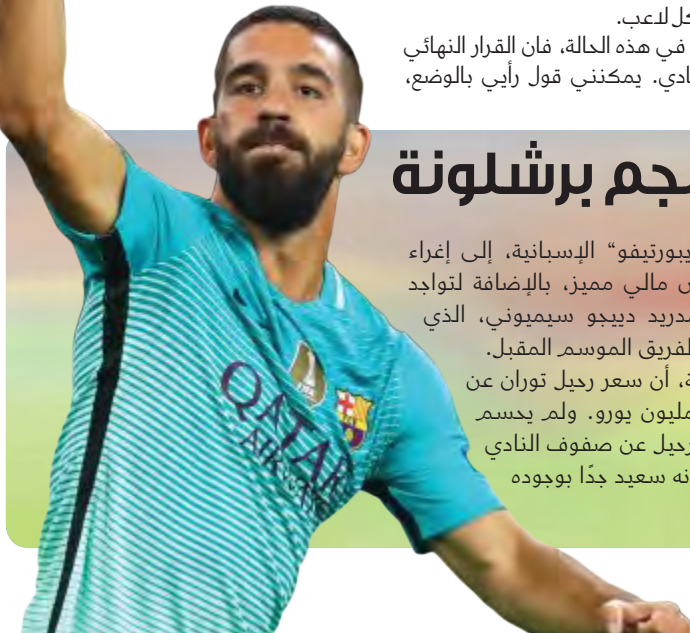 كل لاعب.
في هذه الحالة، فان القرار النهائي
يمكنني قول رأيي بالوضع،
برشلونة
الإسبانية، إلى إغراء
مالي مميز، بالإضافة لتواجد
دييجو سيميوني، الذي
الموسم المقبل.
أن سعر رحيل توران عن
يورو. ولم يحسم
عن صفوف النادي
سعيد جدًا بوجوده
QATAR
AIRWAYS